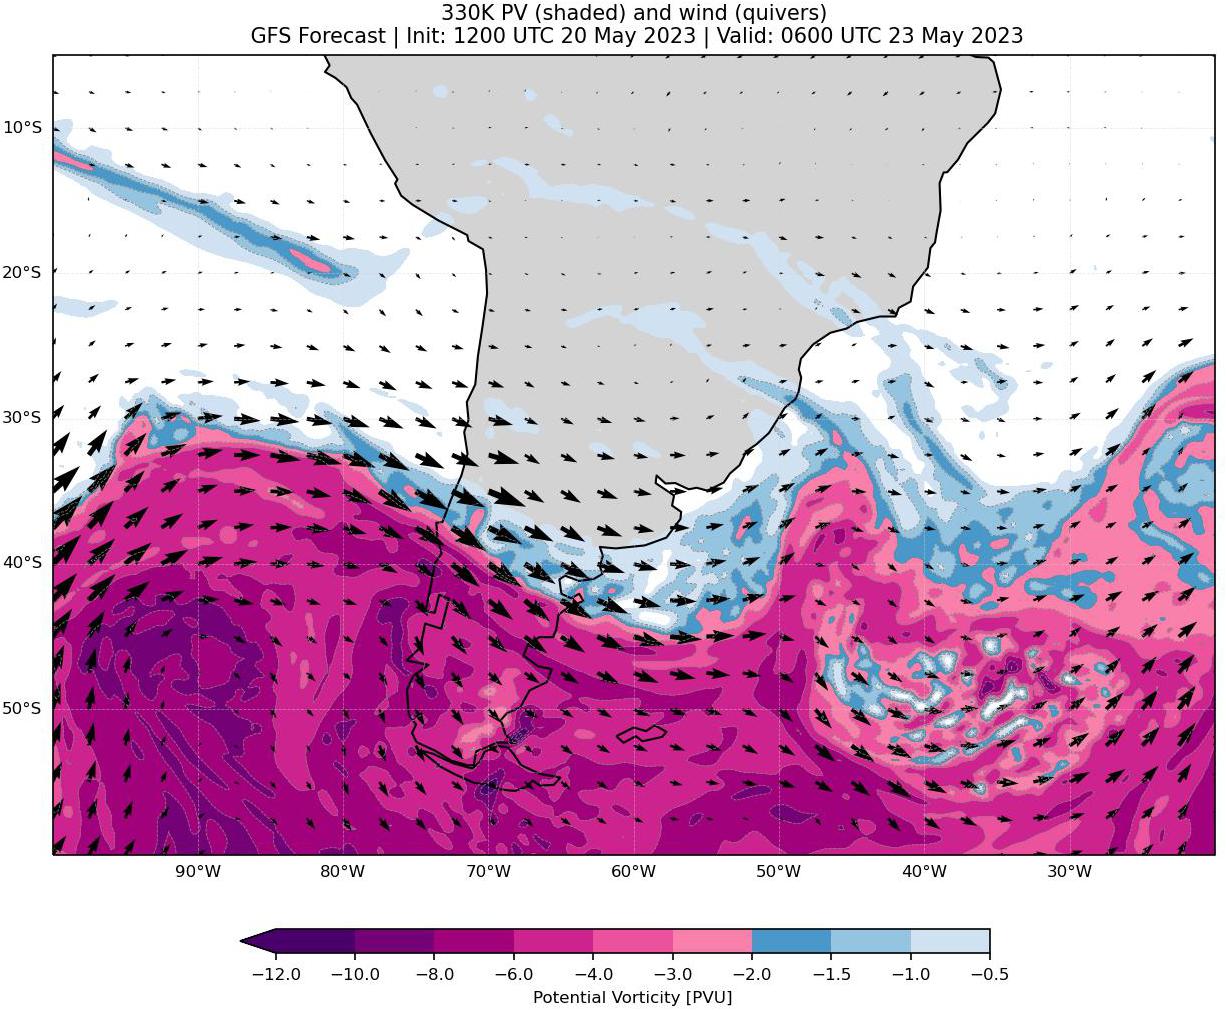 330K PV (shaded) and wind (quivers)
GFS Forecast | Init: 1200 UTC 20 May 2023 | Valid: 0600 UTC 23 May 2023
10°S
20°S
30°S
40°S
50°S
90°W 80°W 70°W 60°W 50°W 40°W 30°W
−12.0 −10.0 −8.0 −6.0 −4.0 −3.0 −2.0 −1.5 −1.0 −0.5
Potential Vorticity [PVU]